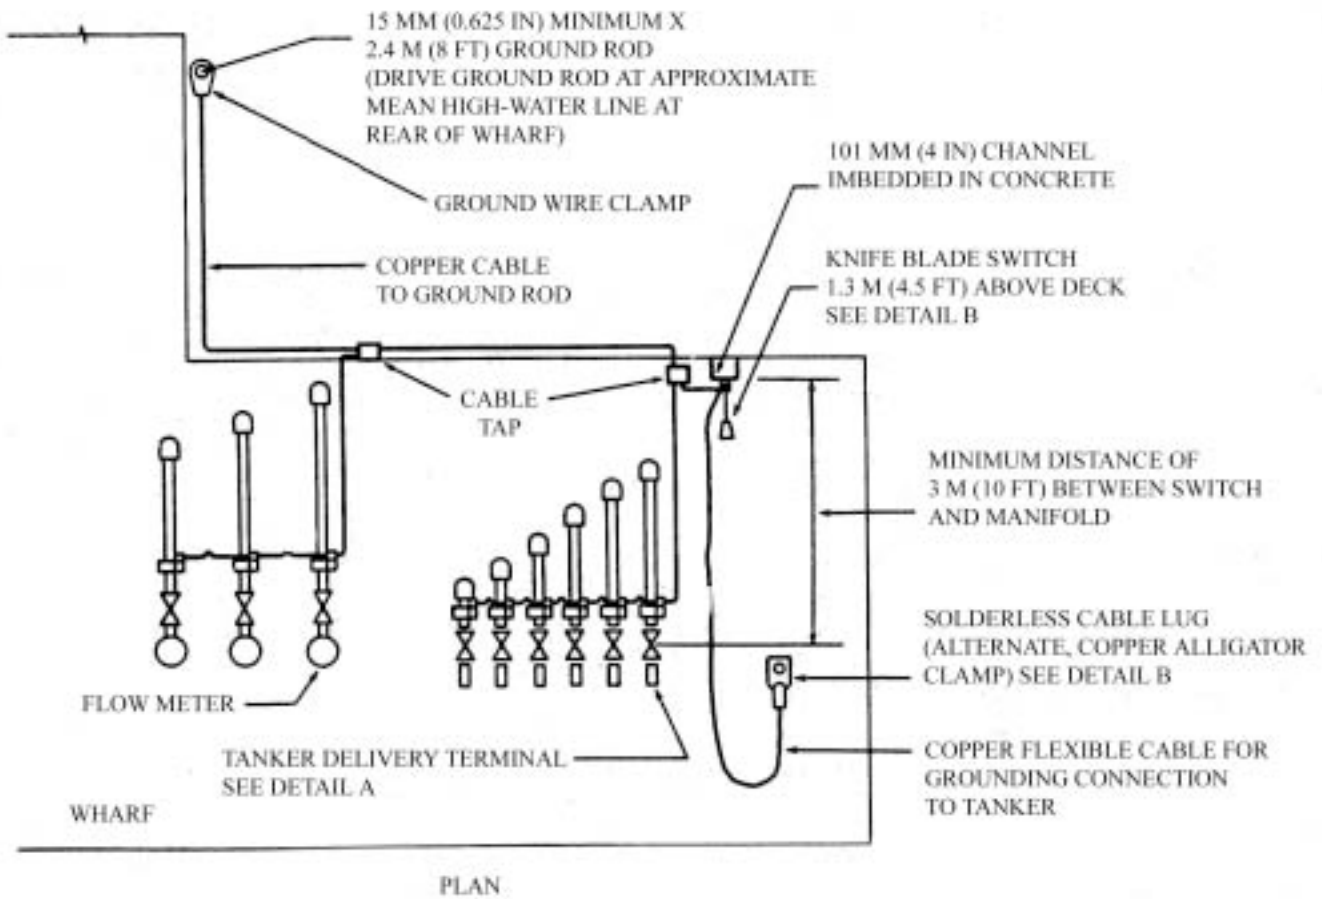 15 MM (0.625 IN) MINIMUM X
2.4 M (8 FT) GROUND ROD
(DRIVE GROUND ROD AT APPROXIMATE
MEAN HIGH-WATER LINE AT
REAR OF WHARF)
GROUND WIRE CLAMP
COPPER CABLE
TO GROUND ROD
101 MM (4 IN) CHANNEL
IMBEDDED IN CONCRETE
KNIFE BLADE SWITCH
1.3 M (4.5 FT) ABOVE DECK
SEE DETAIL B
CABLE
TAP
MINIMUM DISTANCE OF
3 M (10 FT) BETWEEN SWITCH
AND MANIFOLD
SOLDERLESS CABLE LUG
(ALTERNATE, COPPER ALLIGATOR
CLAMP) SEE DETAIL B
FLOW METER
TANKER DELIVERY TERMINAL
SEE DETAIL A
COPPER FLEXIBLE CABLE FOR
GROUNDING CONNECTION
TO TANKER
WHARF
PLAN